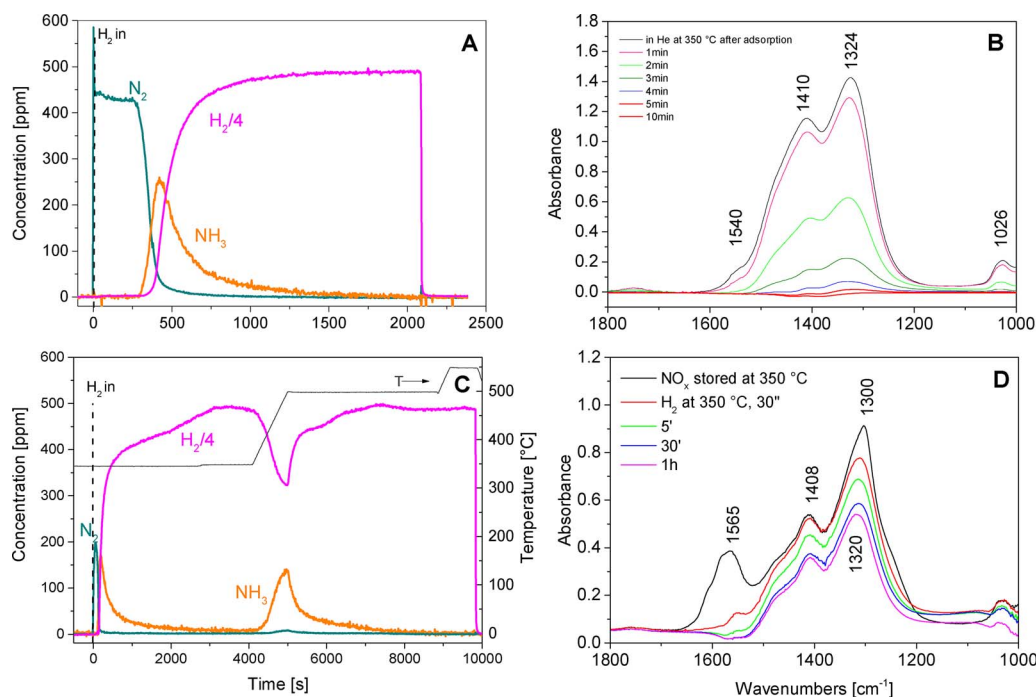 A
H2 in
N2
H2/4
NH3
Concentration [ppm]
600
500
400
300
200
100
0
0
500
1000
1500
2000
2500
B
in He at 350 °C after adsorption
1min
2min
3min
4min
5min
10min
1540
1410
1324
1026
Absorbance
1.8
1.6
1.4
1.2
1.0
0.8
0.6
0.4
0.2
0.0
1800
1600
1400
1200
1000
C
H2 in
T
H2/4
N2
NH3
Concentration [ppm]
600
500
400
300
200
100
0
Temperature [°C]
500
400
300
200
100
0
0
2000
4000
6000
8000
10000
Time [s]
D
NOx stored at 350 °C
H2 at 350 °C, 30"
5'
30'
1h
1565
1408
1300
1320
Absorbance
1.2
1.0
0.8
0.6
0.4
0.2
0.0
1800
1600
1400
1200
1000
Wavenumbers [cm-1]